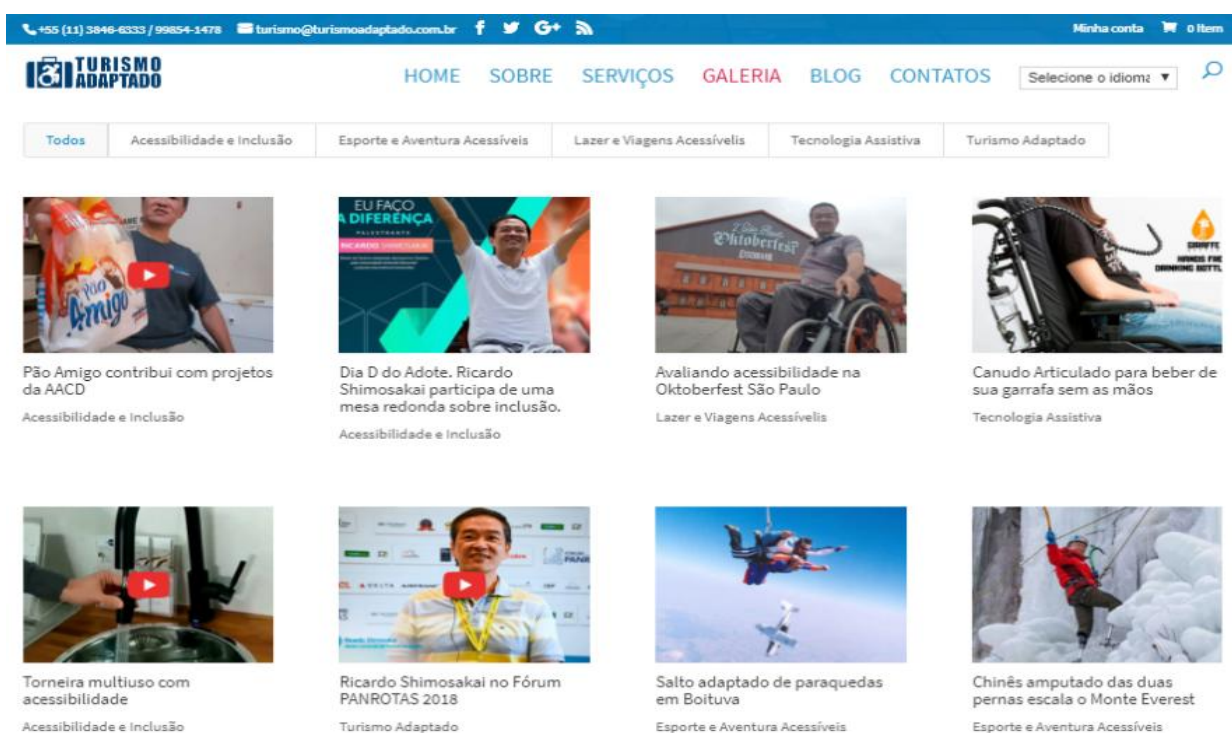 +55 (11) 3846-6333 / 99854-1478 turismo@turismoadaptado.com.br Minha conta 0 Item
TURISMO
ADAPTADO
HOME SOBRE SERVIÇOS GALERIA BLOG CONTATOS Selecione o idioma
Todos Acessibilidade e Inclusão Esporte e Aventura Acessíveis Lazer e Viagens Acessívelis Tecnologia Assistiva Turismo Adaptado
Pão
Amigo
EU FAÇO
A DIFERENÇA
PALESTRANTE
RICARDO SHIMOSAKAI
Oktoberfest
GIRAFFE
HANDS FREE
DRINKING BOTTL
Pão Amigo contribui com projetos
da AACD
Acessibilidade e Inclusão
Dia D do Adote. Ricardo
Shimosakai participa de uma
mesa redonda sobre inclusão.
Acessibilidade e Inclusão
Avaliando acessibilidade na
Oktoberfest São Paulo
Lazer e Viagens Acessívelis
Canudo Articulado para beber de
sua garrafa sem as mãos
Tecnologia Assistiva
DELTA
Torneira multiuso com
acessibilidade
Acessibilidade e Inclusão
Ricardo Shimosakai no Fórum
PANROTAS 2018
Turismo Adaptado
Salto adaptado de paraquedas
em Boituva
Esporte e Aventura Acessíveis
Chinês amputado das duas
pernas escala o Monte Everest
Esporte e Aventura Acessíveis